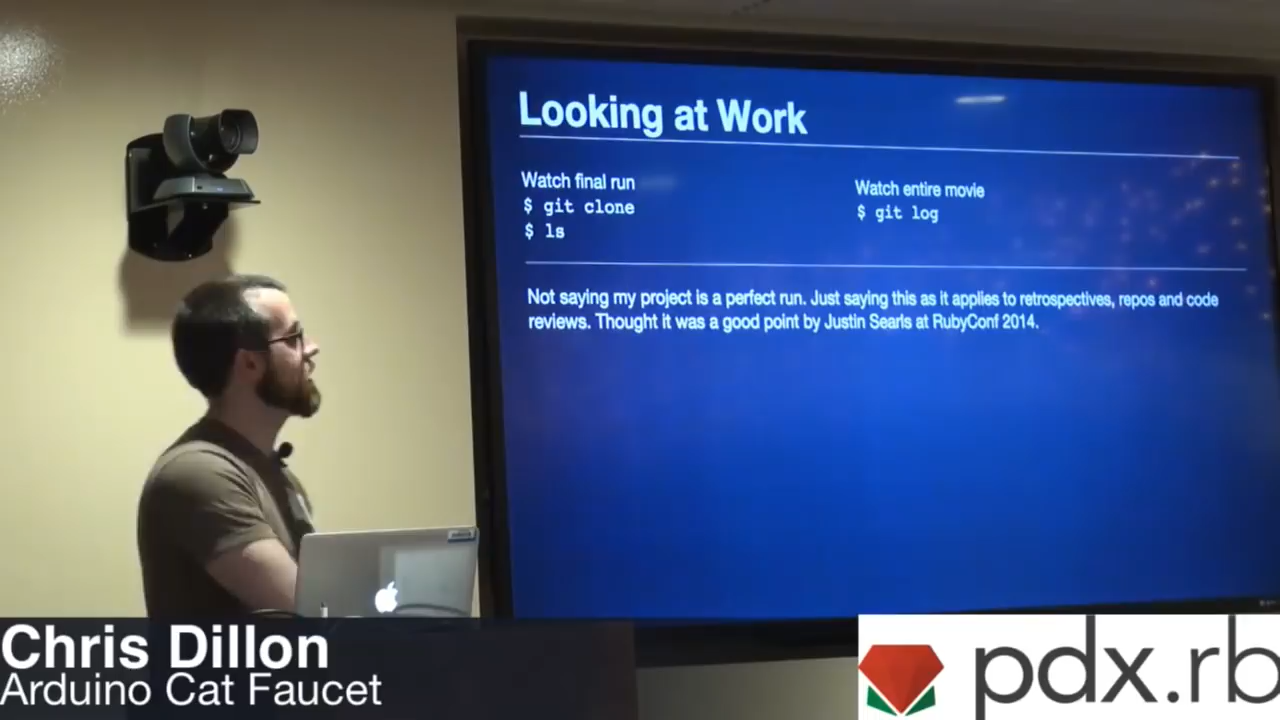 Looking at Work
Watch final run
$ git clone
$ ls
Watch entire movie
$ git log
Not saying my project is a perfect run. Just saying this as it applies to retrospectives, repos and code
reviews. Thought it was a good point by Justin Searls at RubyConf 2014.
Chris Dillon
Arduino Cat Faucet
pdx.rb